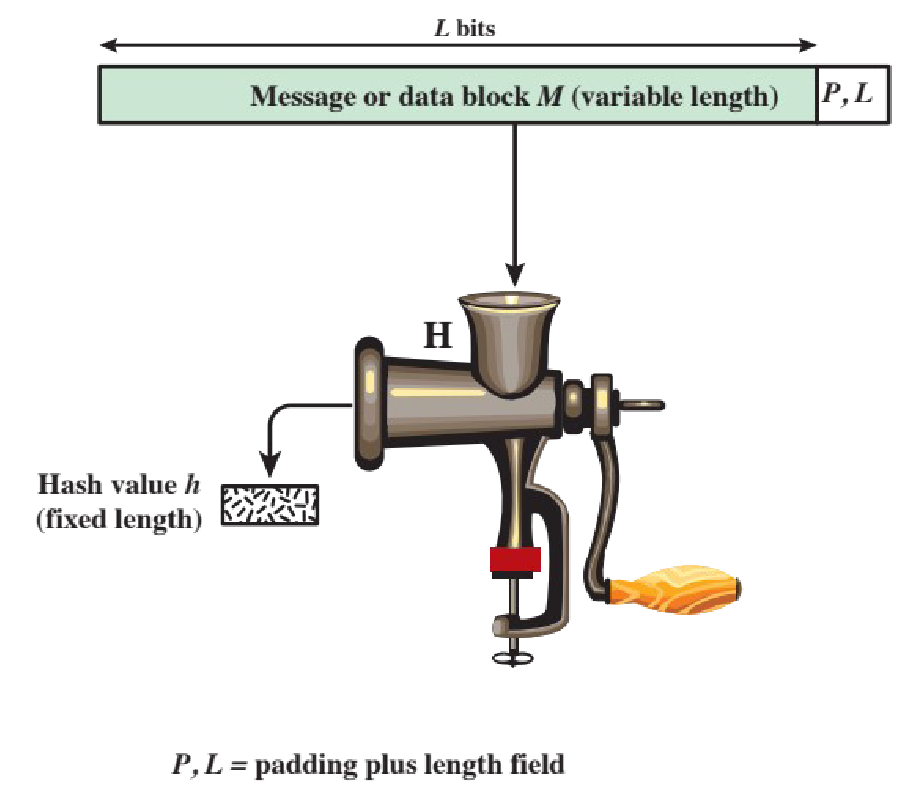 L bits
Message or data block M (variable length)
P, L
H
Hash value h
(fixed length)
P, L = padding plus length field